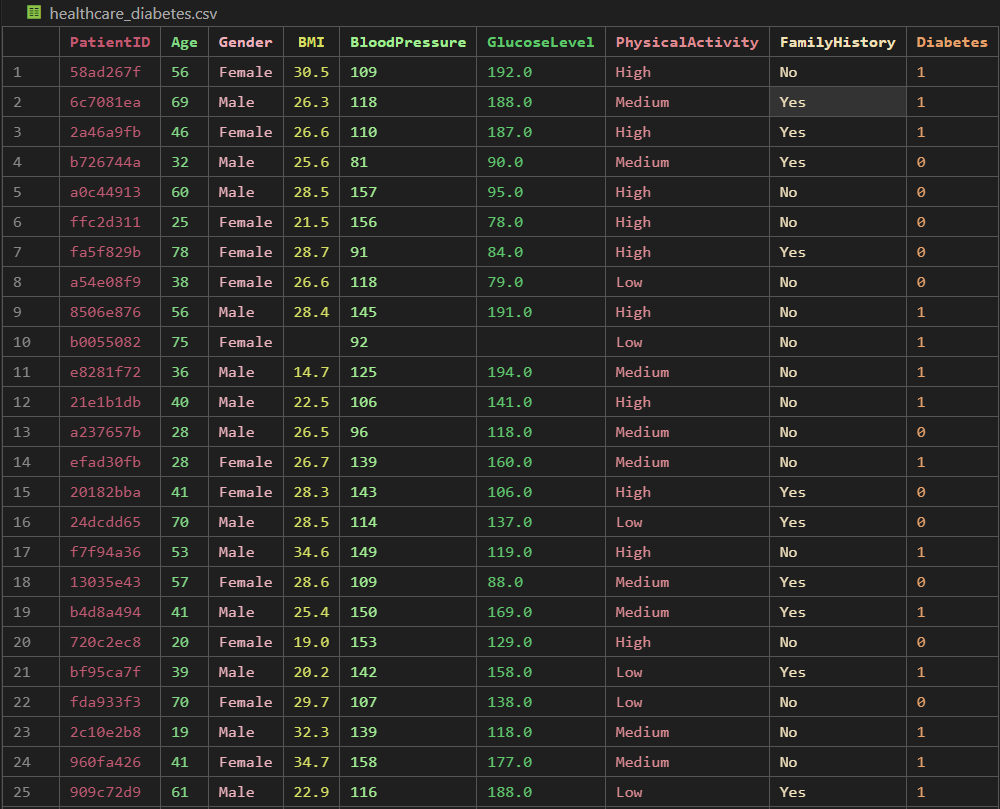 healthcare_diabetes.csv
PatientID Age Gender BMI BloodPressure GlucoseLevel PhysicalActivity FamilyHistory Diabetes
1 58ad267f 56 Female 30.5 109 192.0 High No 1
2 6c7081ea 69 Male 26.3 118 188.0 Medium Yes 1
3 2a46a9fb 46 Female 26.6 110 187.0 High Yes 1
4 b726744a 32 Male 25.6 81 90.0 Medium Yes 0
5 a0c44913 60 Male 28.5 157 95.0 High No 0
6 ffc2d311 25 Female 21.5 156 78.0 High No 0
7 fa5f829b 78 Female 28.7 91 84.0 High Yes 0
8 a54e08f9 38 Female 26.6 118 79.0 Low No 0
9 8506e876 56 Male 28.4 145 191.0 High No 1
10 b0055082 75 Female 92 Low No 1
11 e8281f72 36 Male 14.7 125 194.0 Medium No 1
12 21e1b1db 40 Male 22.5 106 141.0 High No 1
13 a237657b 28 Male 26.5 96 118.0 Medium No 0
14 efad30fb 28 Female 26.7 139 160.0 Medium No 1
15 20182bba 41 Female 28.3 143 106.0 High Yes 0
16 24dcdd65 70 Male 28.5 114 137.0 Low Yes 0
17 f7f94a36 53 Male 34.6 149 119.0 High No 1
18 13035e43 57 Female 28.6 109 88.0 Medium Yes 0
19 b4d8a494 41 Male 25.4 150 169.0 Medium Yes 1
20 720c2ec8 20 Female 19.0 153 129.0 High No 0
21 bf95ca7f 39 Male 20.2 142 158.0 Low Yes 1
22 fda933f3 70 Female 29.7 107 138.0 Low No 0
23 2c10e2b8 19 Male 32.3 139 118.0 Medium No 1
24 960fa426 41 Female 34.7 158 177.0 Medium No 1
25 909c72d9 61 Male 22.9 116 188.0 Low Yes 1